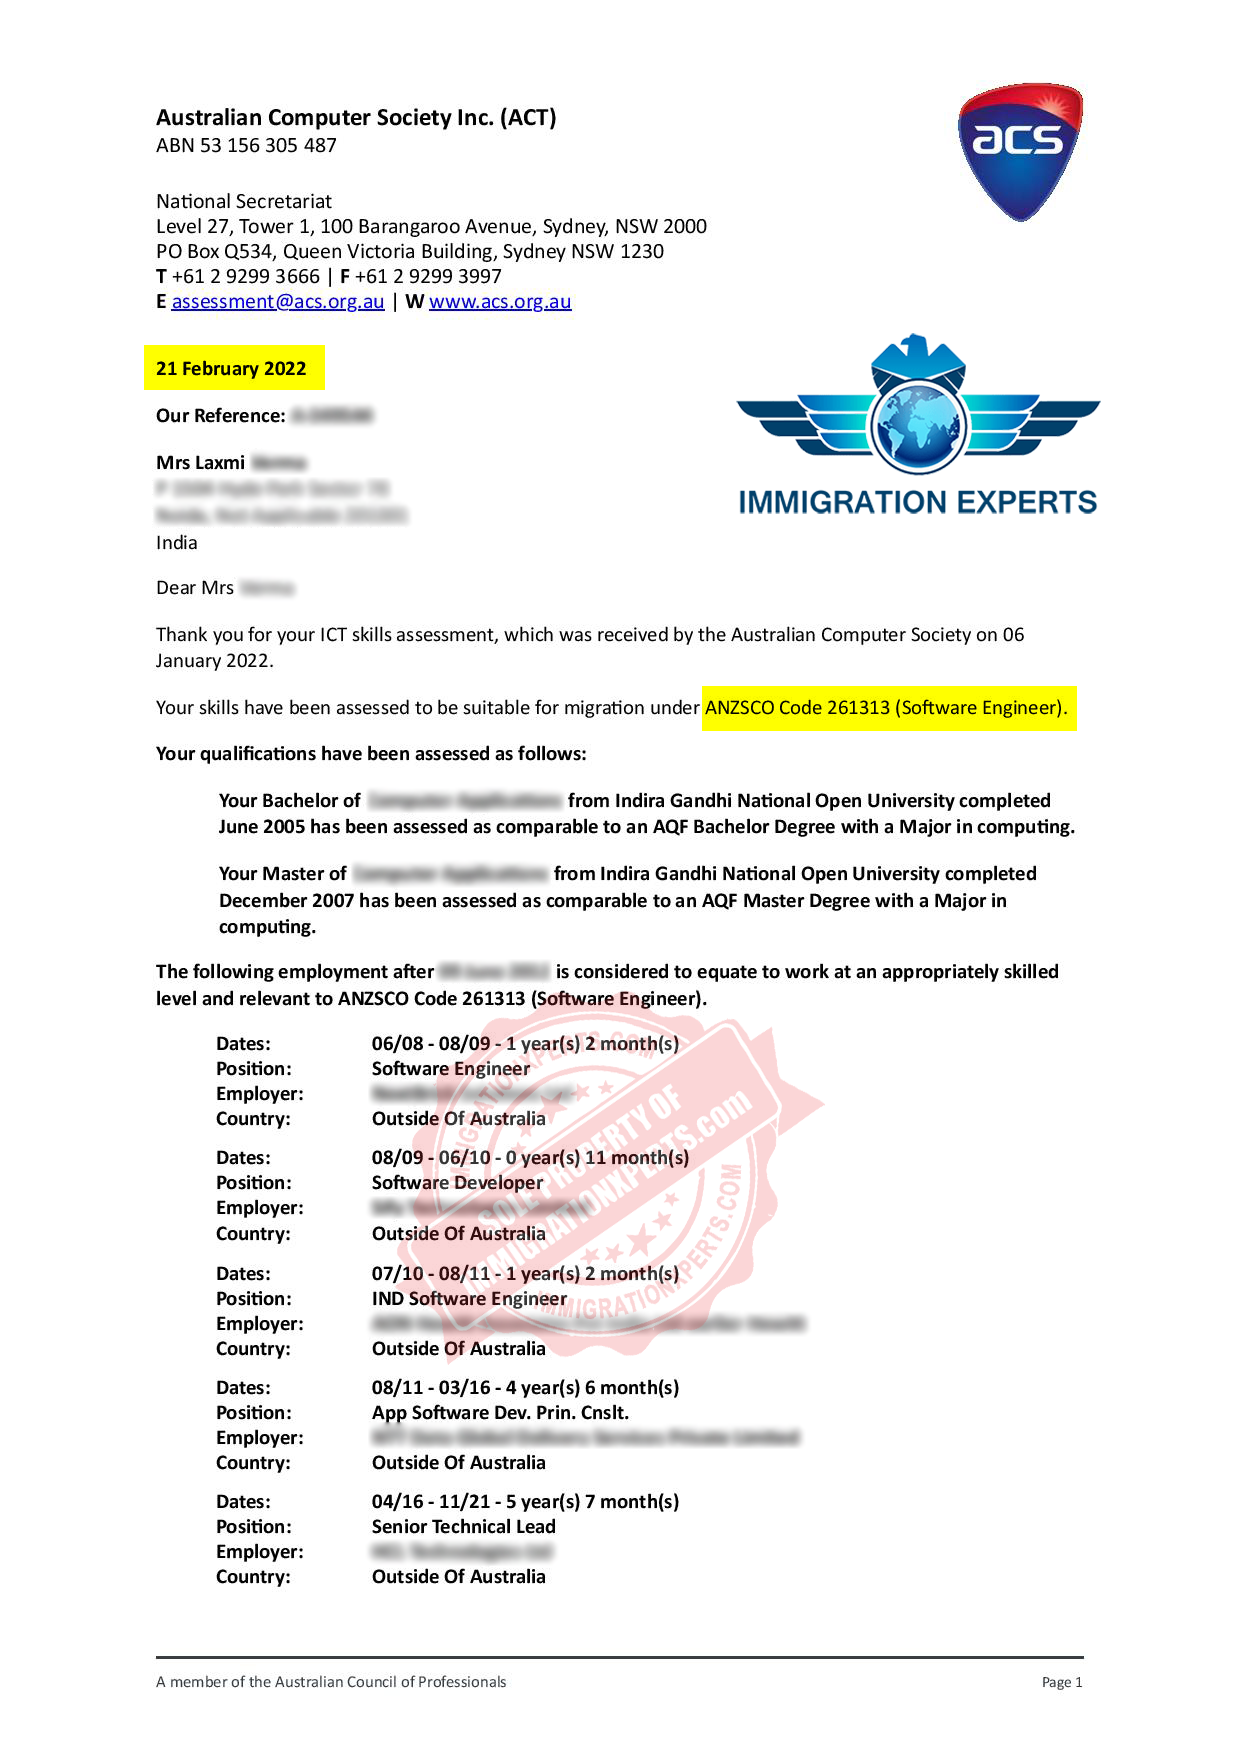 Australian Computer Society Inc. (ACT)
ABN 53 156 305 487
acs
National Secretariat
Level 27, Tower 1, 100 Barangaroo Avenue, Sydney, NSW 2000
PO Box Q534, Queen Victoria Building, Sydney NSW 1230
T +61 2 9299 3666 | F +61 2 9299 3997
E assessment@acs.org.au | W www.acs.org.au
21 February 2022
Our Reference:
Mrs Laxmi
IMMIGRATION EXPERTS
India
Dear Mrs
Thank you for your ICT skills assessment, which was received by the Australian Computer Society on 06
January 2022.
Your skills have been assessed to be suitable for migration under ANZSCO Code 261313 (Software Engineer).
Your qualifications have been assessed as follows:
Your Bachelor of from Indira Gandhi National Open University completed
June 2005 has been assessed as comparable to an AQF Bachelor Degree with a Major in computing.
Your Master of from Indira Gandhi National Open University completed
December 2007 has been assessed as comparable to an AQF Master Degree with a Major in
computing.
The following employment after is considered to equate to work at an appropriately skilled
level and relevant to ANZSCO Code 261313 (Software Engineer).
Dates: 06/08 - 08/09 - 1 year(s) 2 month(s)
Position: Software Engineer
Employer:
Country: Outside Of Australia
Dates: 08/09 - 06/10 - 0 year(s) 11 month(s)
Position: Software Developer
Employer:
Country: Outside Of Australia
Dates: 07/10 - 08/11 - 1 year(s) 2 month(s)
Position: IND Software Engineer
Employer:
Country: Outside Of Australia
IMMIGRATIONXPERTS.COM
SOLE PROPERTY OF
IMMIGRATIONXPERTS.com
IMMIGRATIONXPERTS.COM
Dates: 08/11 - 03/16 - 4 year(s) 6 month(s)
Position: App Software Dev. Prin. Cnslt.
Employer:
Country: Outside Of Australia
Dates: 04/16 - 11/21 - 5 year(s) 7 month(s)
Position: Senior Technical Lead
Employer:
Country: Outside Of Australia
A member of the Australian Council of Professionals Page 1